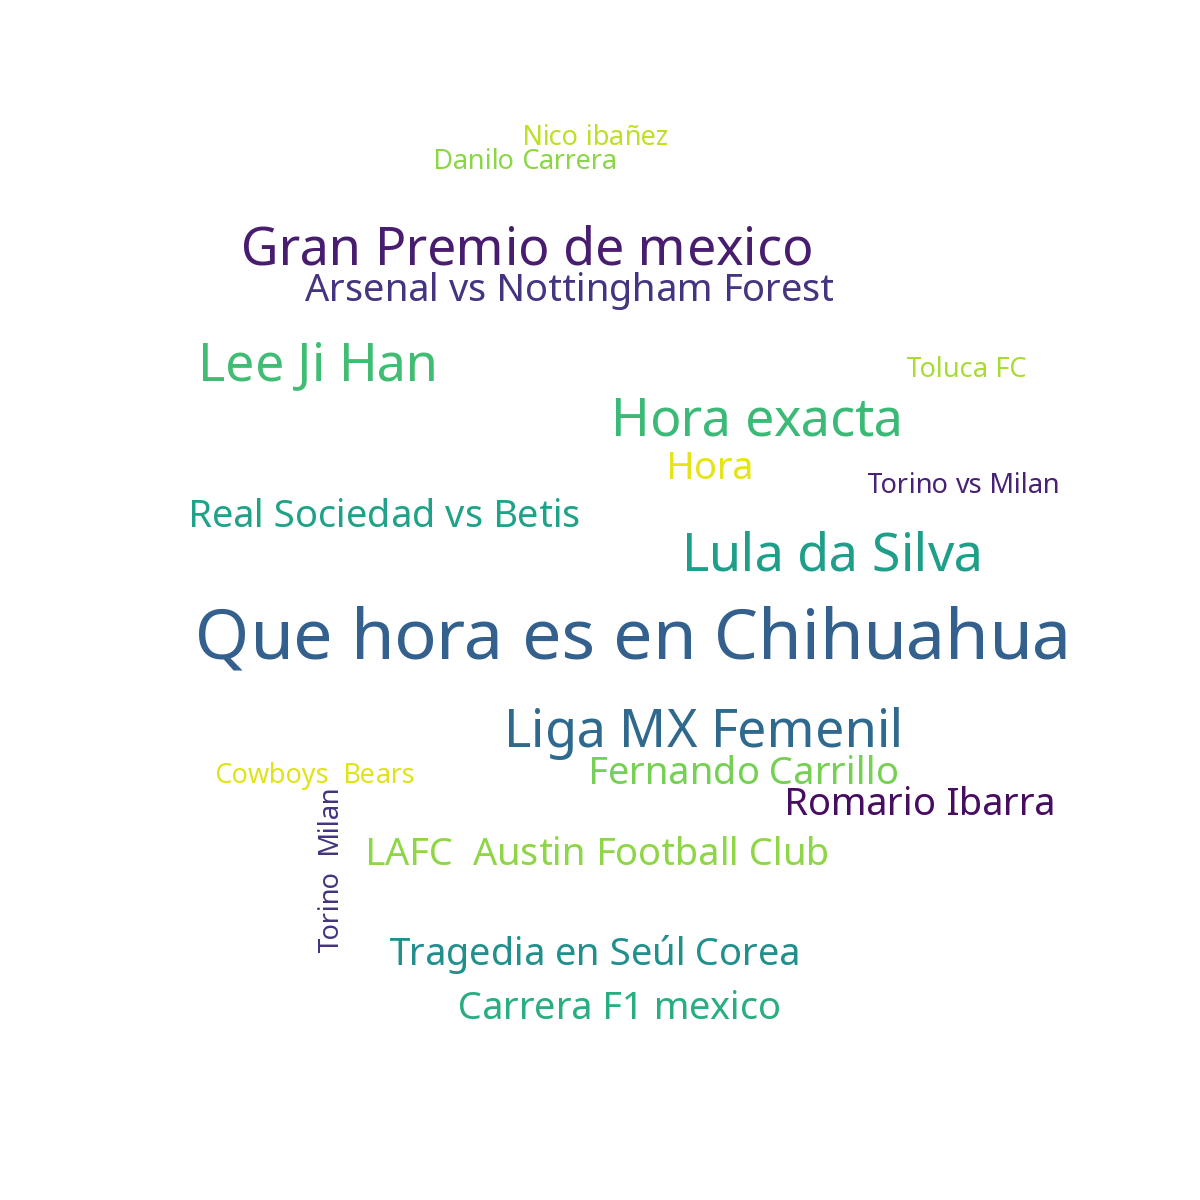 Nico ibañez
Danilo Carrera
Gran Premio de mexico
Arsenal vs Nottingham Forest
Lee Ji Han
Toluca FC
Hora exacta
Hora
Torino vs Milan
Real Sociedad vs Betis
Lula da Silva
Que hora es en Chihuahua
Liga MX Femenil
Cowboys  Bears
Fernando Carrillo
Romario Ibarra
Torino  Milan
LAFC  Austin Football Club
Tragedia en Seúl Corea
Carrera F1 mexico